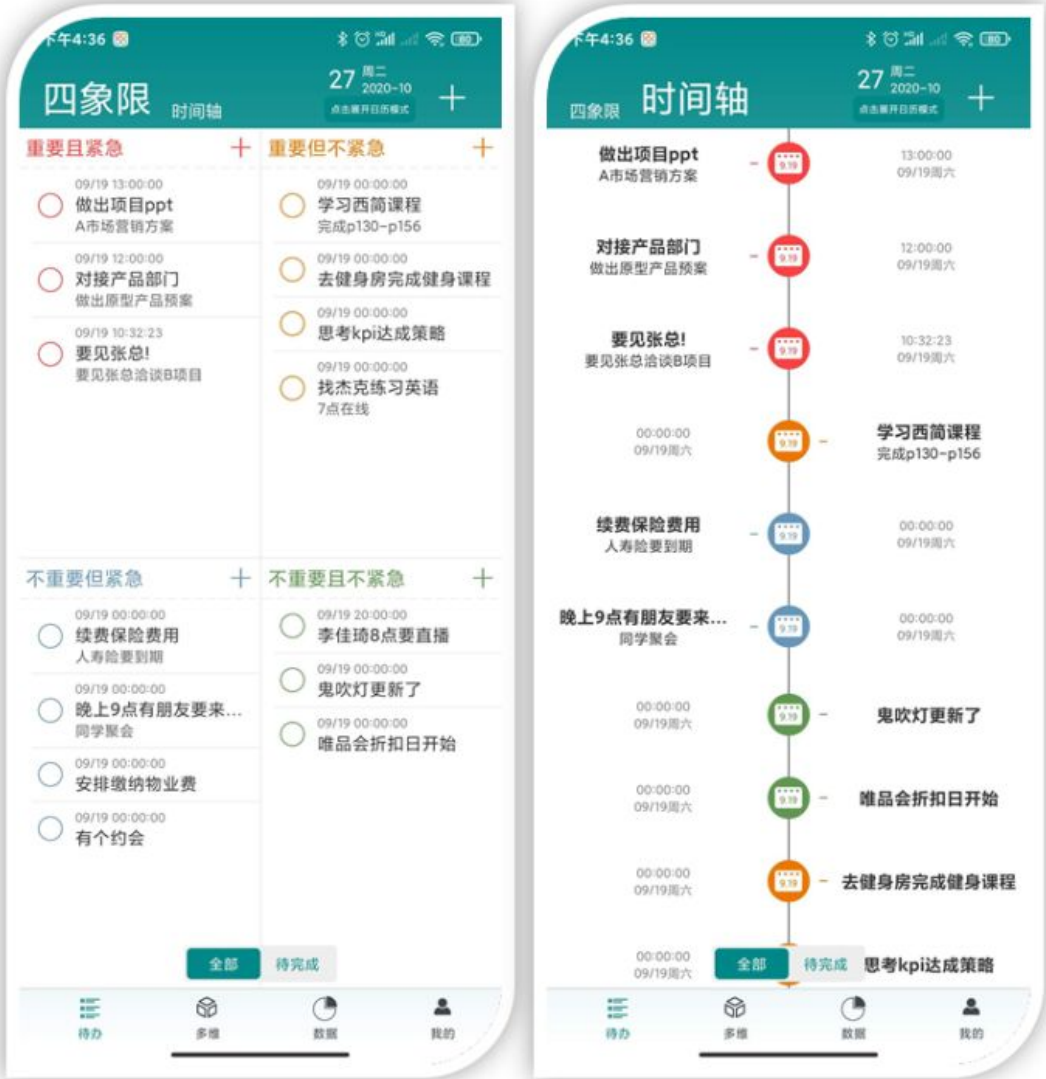 下午4:36
80
四象限
时间轴
27 周二
2020-10
点击展开日历模式
重要且紧急
09/19 13:00:00
做出项目ppt
A市场营销方案
09/19 12:00:00
对接产品部门
做出原型产品预案
09/19 10:32:23
要见张总!
要见张总洽谈B项目
重要但不紧急
09/19 00:00:00
学习西简课程
完成p130-p156
09/19 00:00:00
去健身房完成健身课程
09/19 00:00:00
思考kpi达成策略
09/19 00:00:00
找杰克练习英语
7点在线
不重要但紧急
09/19 00:00:00
续费保险费用
人寿险要到期
09/19 00:00:00
晚上9点有朋友要来...
同学聚会
09/19 00:00:00
安排缴纳物业费
09/19 00:00:00
有个约会
不重要且不紧急
09/19 20:00:00
李佳琦8点要直播
09/19 00:00:00
鬼吹灯更新了
09/19 00:00:00
唯品会折扣日开始
全部
待完成
待办
多维
数据
我的
下午4:36
80
四象限
时间轴
27 周二
2020-10
点击展开日历模式
做出项目ppt
A市场营销方案
9.19
13:00:00
09/19周六
对接产品部门
做出原型产品预案
9.19
12:00:00
09/19周六
要见张总!
要见张总洽谈B项目
9.19
10:32:23
09/19周六
00:00:00
09/19周六
9.19
学习西简课程
完成p130-p156
续费保险费用
人寿险要到期
9.19
00:00:00
09/19周六
晚上9点有朋友要来...
同学聚会
9.19
00:00:00
09/19周六
00:00:00
09/19周六
9.19
鬼吹灯更新了
00:00:00
09/19周六
9.19
唯品会折扣日开始
00:00:00
09/19周六
9.19
去健身房完成健身课程
00:00:00
09/19周六
思考kpi达成策略
全部
待完成
待办
多维
数据
我的